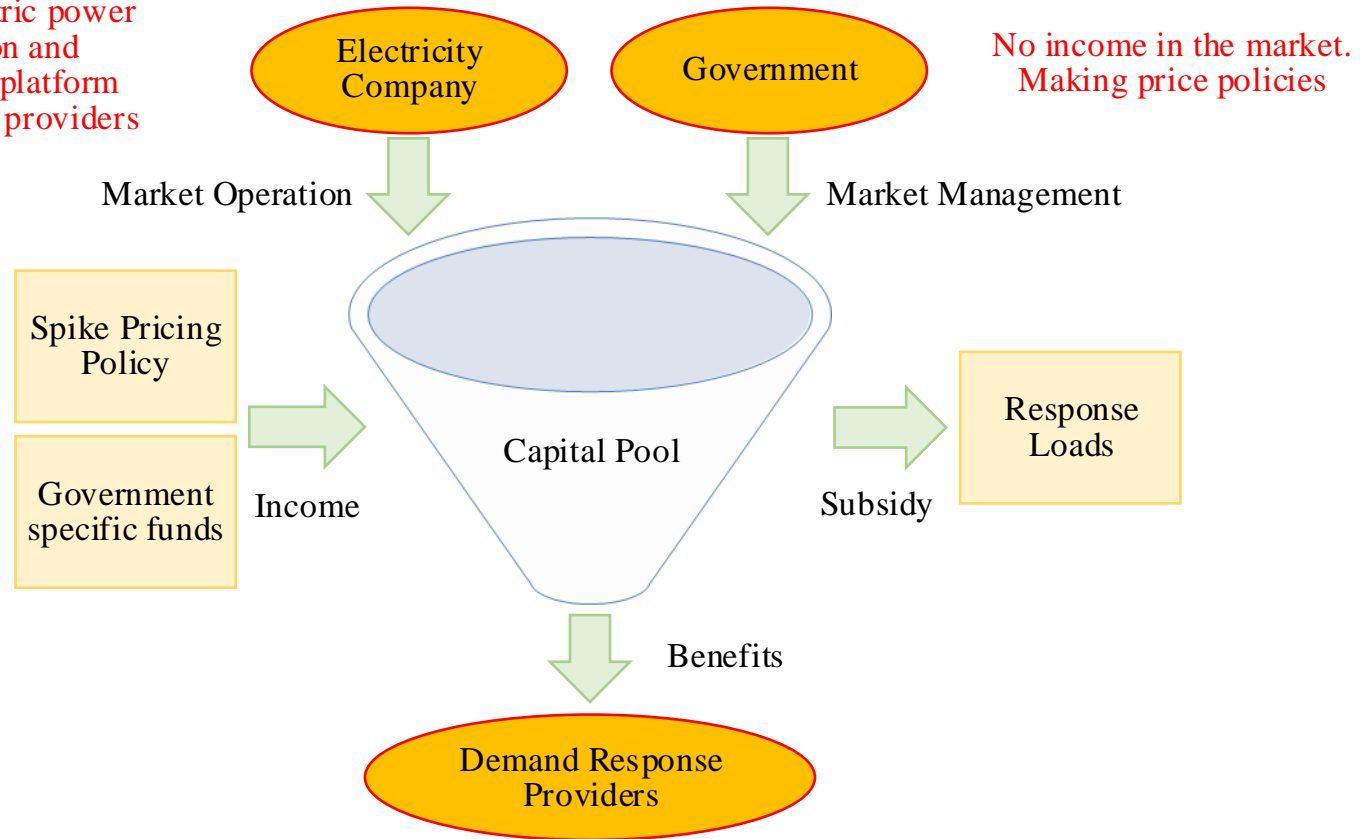 tric power
on and
platform
providers
Electricity
Company
Government
No income in the market.
Making price policies
Market Operation
Market Management
Spike Pricing
Policy
Government
specific funds
Income
Capital Pool
Subsidy
Response
Loads
Benefits
Demand Response
Providers